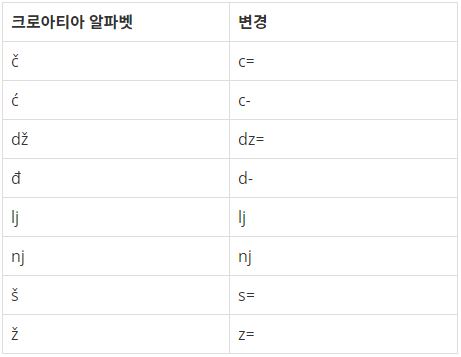 크로아티아 알파벳 변경
č c=
ć c-
dž dz=
đ d-
lj lj
nj nj
š s=
ž z=